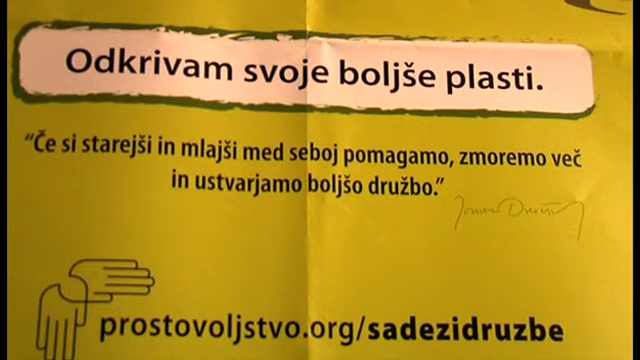 Odkrivam svoje boljše plasti.
“Če si starejši in mlajši med seboj pomagamo, zmoremo več
in ustvarjamo boljšo družbo.”
prostovoljstvo.org/sadezidruzbe